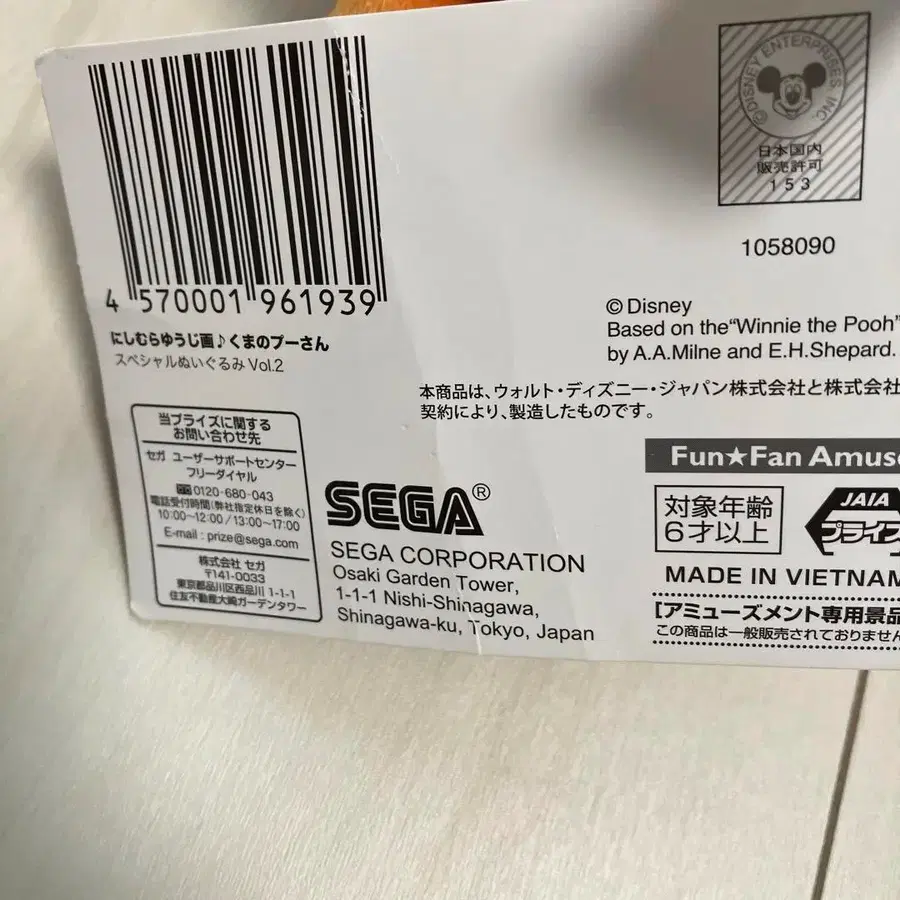 4 570001 961939
にしむらゆうじ画♪くまのプーさん
スペシャルぬいぐるみ Vol.2
当プライズに関する
お問い合わせ先
セガ ユーザーサポートセンター
フリーダイヤル
0120-680-043
電話受付時間(弊社指定休日を除く)
10:00~12:00 / 13:00~17:00
E-mail : prize@sega.com
株式会社 セガ
〒141-0033
東京都品川区西品川 1-1-1
住友不動産大崎ガーデンタワー
SEGA®
SEGA CORPORATION
Osaki Garden Tower,
1-1-1 Nishi-Shinagawa,
Shinagawa-ku, Tokyo, Japan
©DISNEY ENTERPRISES, INC.
日本国内
販売許可
153
1058090
© Disney
Based on the“Winnie the Pooh”
by A.A.Milne and E.H.Shepard.
本商品は、ウォルト・ディズニー・ジャパン株式会社と株式会社
契約により、製造したものです。
Fun★Fan Amuse
対象年齢
6才以上
JAIA
プライズ
MADE IN VIETNAM
[アミューズメント専用景品
この商品は一般販売されておりません